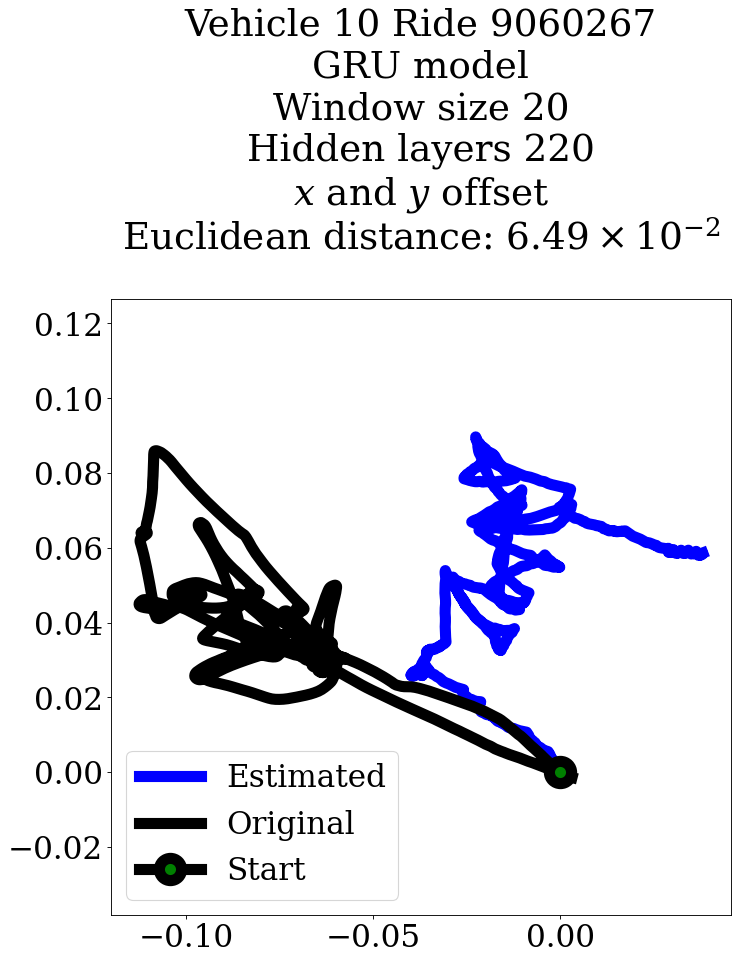 Vehicle 10 Ride 9060267
GRU model
Window size 20
Hidden layers 220
x and y offset
Euclidean distance: 6.49 × 10⁻²
0.12
0.10
0.08
0.06
0.04
0.02
0.00
−0.02
Estimated
Original
Start
−0.10 −0.05 0.00